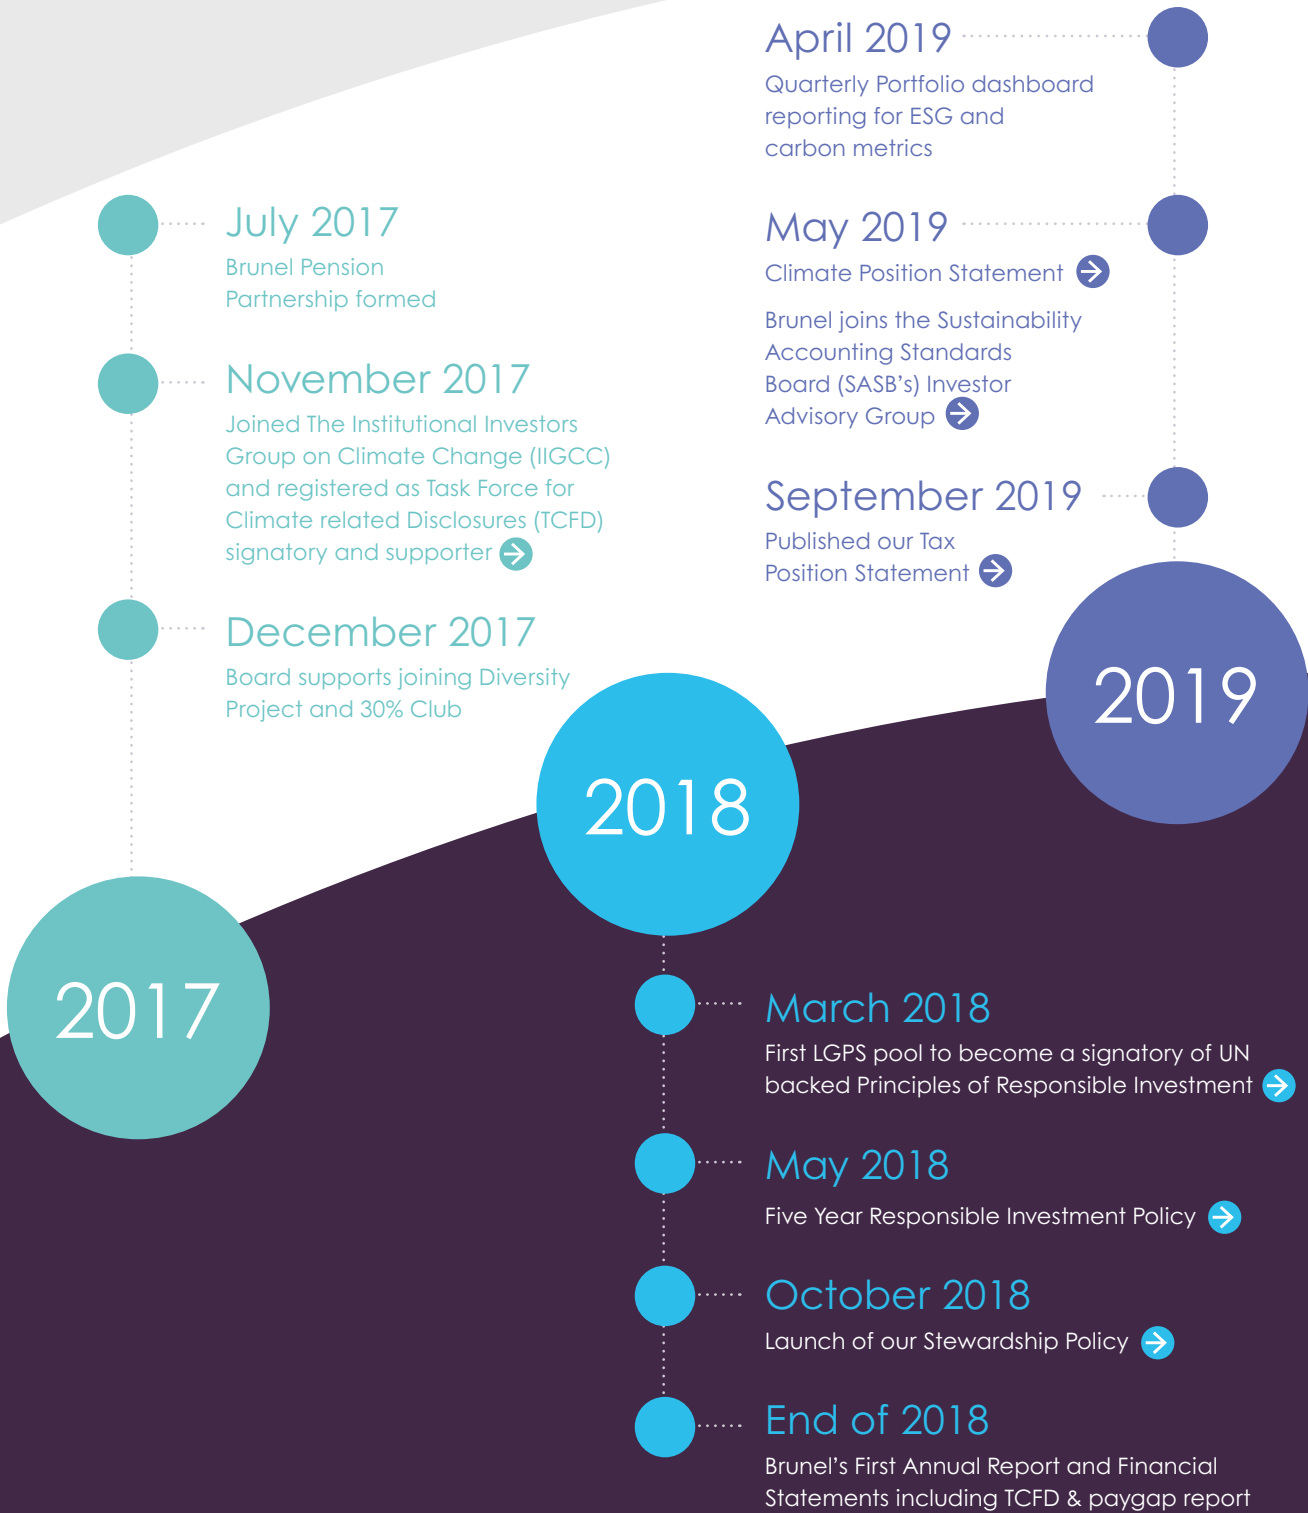 July 2017
Brunel Pension
Partnership formed
November 2017
Joined The Institutional Investors
Group on Climate Change (IIGCC)
and registered as Task Force for
Climate related Disclosures (TCFD)
signatory and supporter
December 2017
Board supports joining Diversity
Project and 30% Club
2017
2018
March 2018
First LGPS pool to become a signatory of UN
backed Principles of Responsible Investment
May 2018
Five Year Responsible Investment Policy
October 2018
Launch of our Stewardship Policy
End of 2018
Brunel’s First Annual Report and Financial
Statements including TCFD & paygap report
April 2019
Quarterly Portfolio dashboard
reporting for ESG and
carbon metrics
May 2019
Climate Position Statement
Brunel joins the Sustainability
Accounting Standards
Board (SASB’s) Investor
Advisory Group
September 2019
Published our Tax
Position Statement
2019